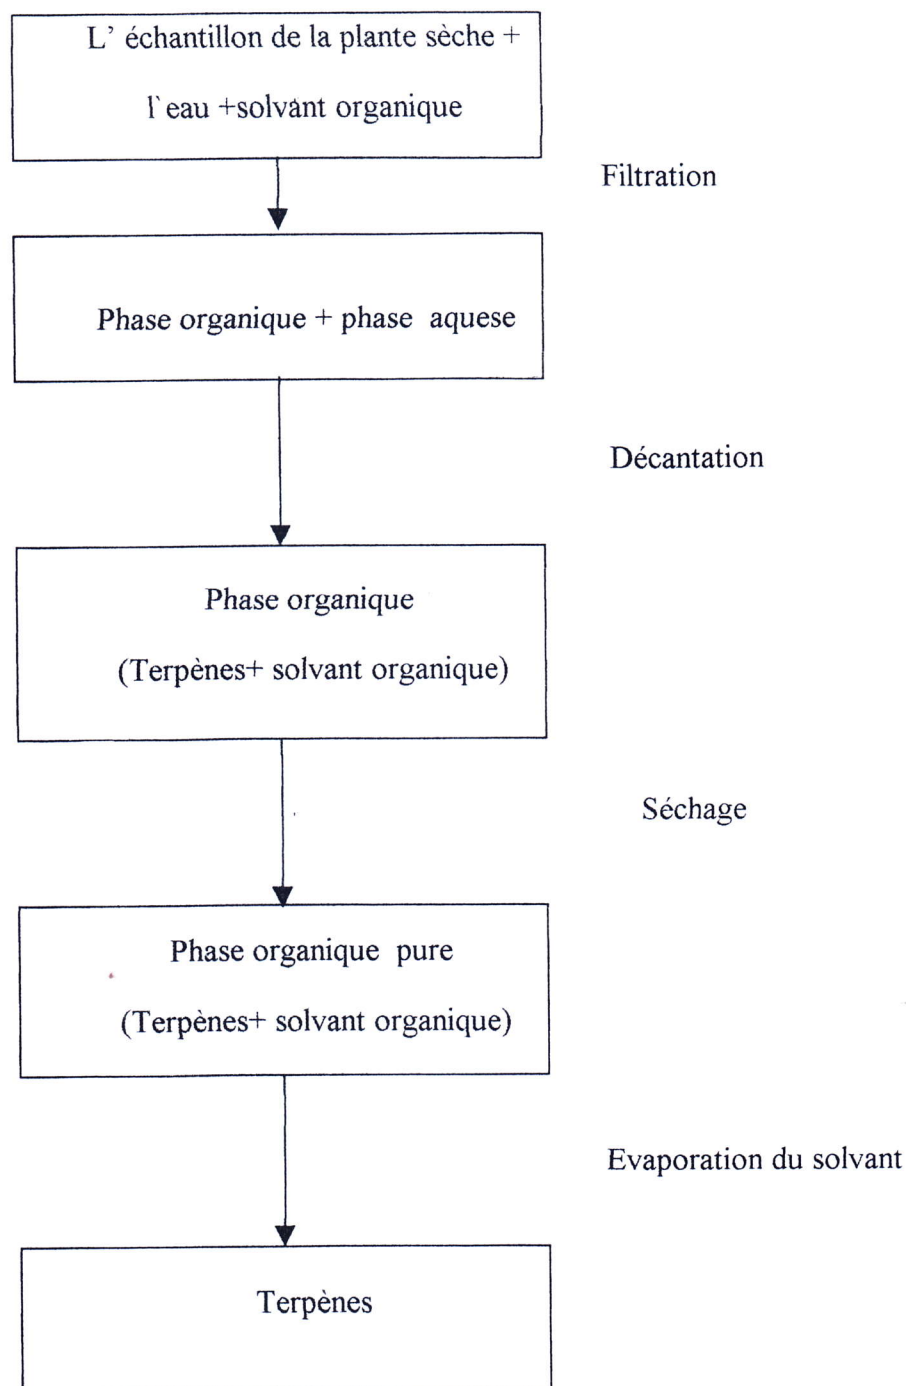 L’ échantillon de la plante sèche +
l`eau +solvant organique
Filtration
Phase organique + phase aquese
Décantation
Phase organique
(Terpènes+ solvant organique)
Séchage
Phase organique pure
(Terpènes+ solvant organique)
Evaporation du solvant
Terpènes